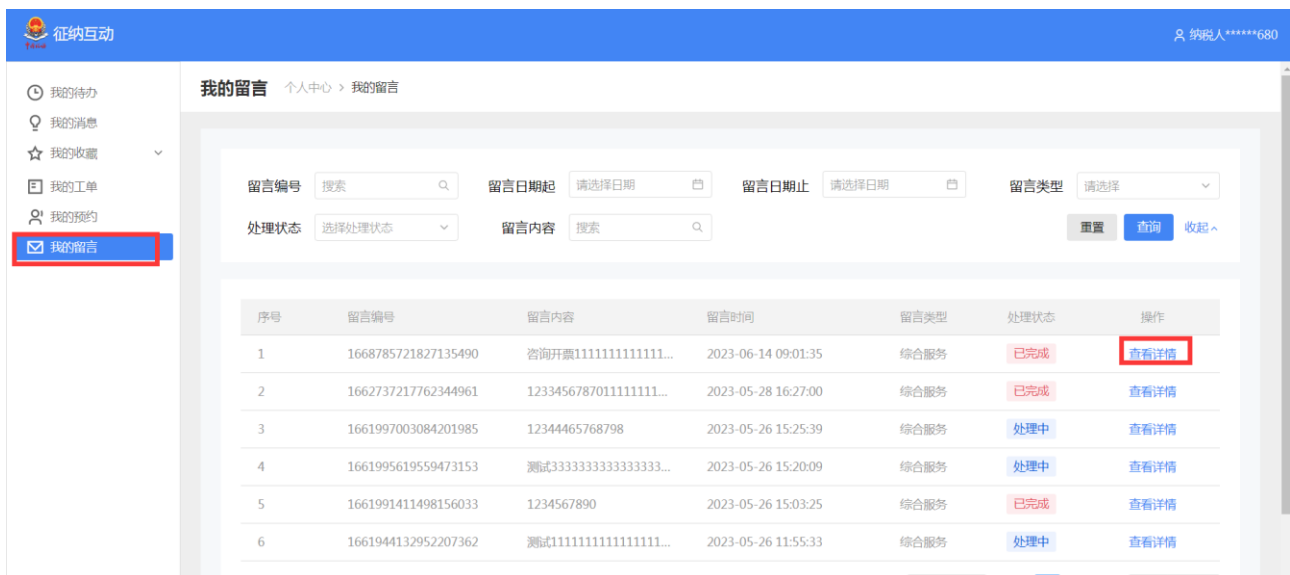 征纳互动
纳税人******680
我的待办
我的消息
我的收藏
我的工单
我的预约
我的留言
我的留言 个人中心 > 我的留言
留言编号 搜索 留言日期起 请选择日期 留言日期止 请选择日期 留言类型 请选择
处理状态 选择处理状态 留言内容 搜索 重置 查询 收起
序号 留言编号 留言内容 留言时间 留言类型 处理状态 操作
1 1668785721827135490 咨询开票1111111111111... 2023-06-14 09:01:35 综合服务 已完成 查看详情
2 1662737217762344961 1233456787011111111... 2023-05-28 16:27:00 综合服务 已完成 查看详情
3 1661997003084201985 12344465768798 2023-05-26 15:25:39 综合服务 处理中 查看详情
4 1661995619559473153 测试3333333333333333... 2023-05-26 15:20:09 综合服务 处理中 查看详情
5 1661991411498156033 1234567890 2023-05-26 15:03:25 综合服务 已完成 查看详情
6 1661944132952207362 测试1111111111111111... 2023-05-26 11:55:33 综合服务 处理中 查看详情